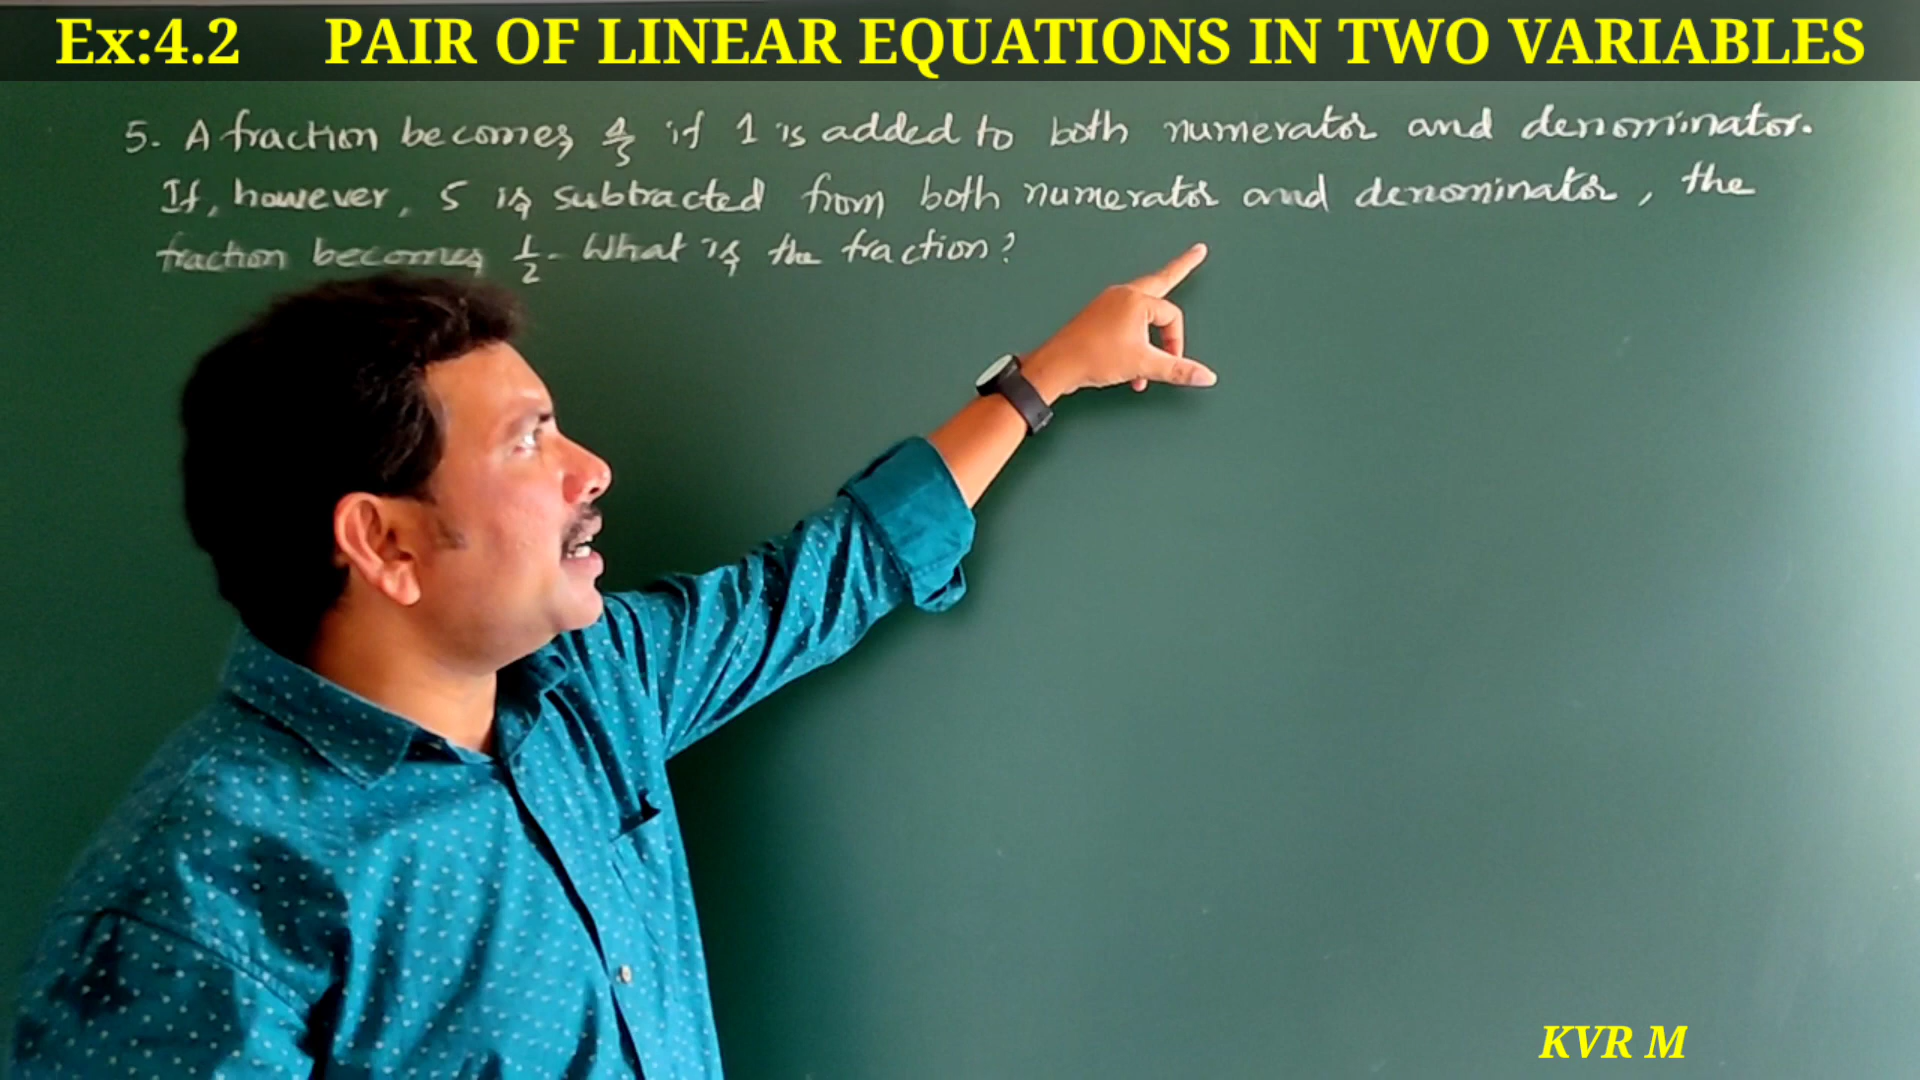 Ex:4.2 PAIR OF LINEAR EQUATIONS IN TWO VARIABLES
5. A fraction becomes 4/5 if 1 is added to both numerator and denominator.
If, however, 5 is subtracted from both numerator and denominator, the
fraction becomes 1/2. What is the fraction?
KVR M